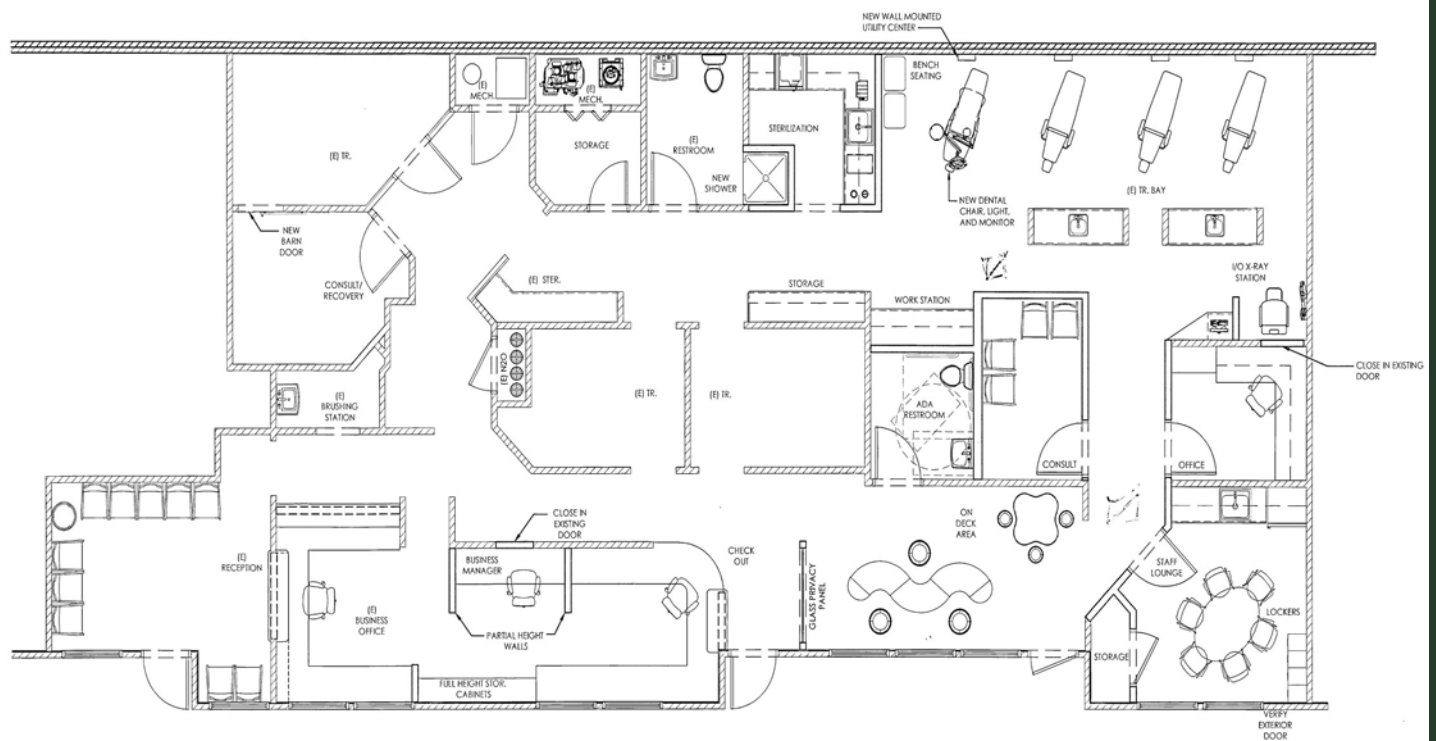 NEW WALL MOUNTED
UTILITY CENTER
BENCH
SEATING
(E)
MECH.
(E)
MECH.
STERILIZATION
(E) TR.
STORAGE
(E)
RESTROOM
NEW
SHOWER
(E) TR. BAY
NEW DENTAL
CHAIR, LIGHT,
AND MONITOR
NEW
BARN
DOOR
CONSULT/
RECOVERY
(E) STER.
STORAGE
WORK STATION
I/O X-RAY
STATION
CLOSE IN EXISTING
DOOR
(E) N2O
(E) TR.
(E) TR.
ADA
RESTROOM
(E)
BRUSHING
STATION
CONSULT
OFFICE
CLOSE IN
EXISTING
DOOR
ON
DECK
AREA
(E)
RECEPTION
BUSINESS
MANAGER
CHECK
OUT
GLASS PRIVACY
PANEL
STAFF
LOUNGE
(E)
BUSINESS
OFFICE
PARTIAL HEIGHT
WALLS
LOCKERS
STORAGE
FULL HEIGHT STOR.
CABINETS
VERIFY
EXTERIOR
DOOR